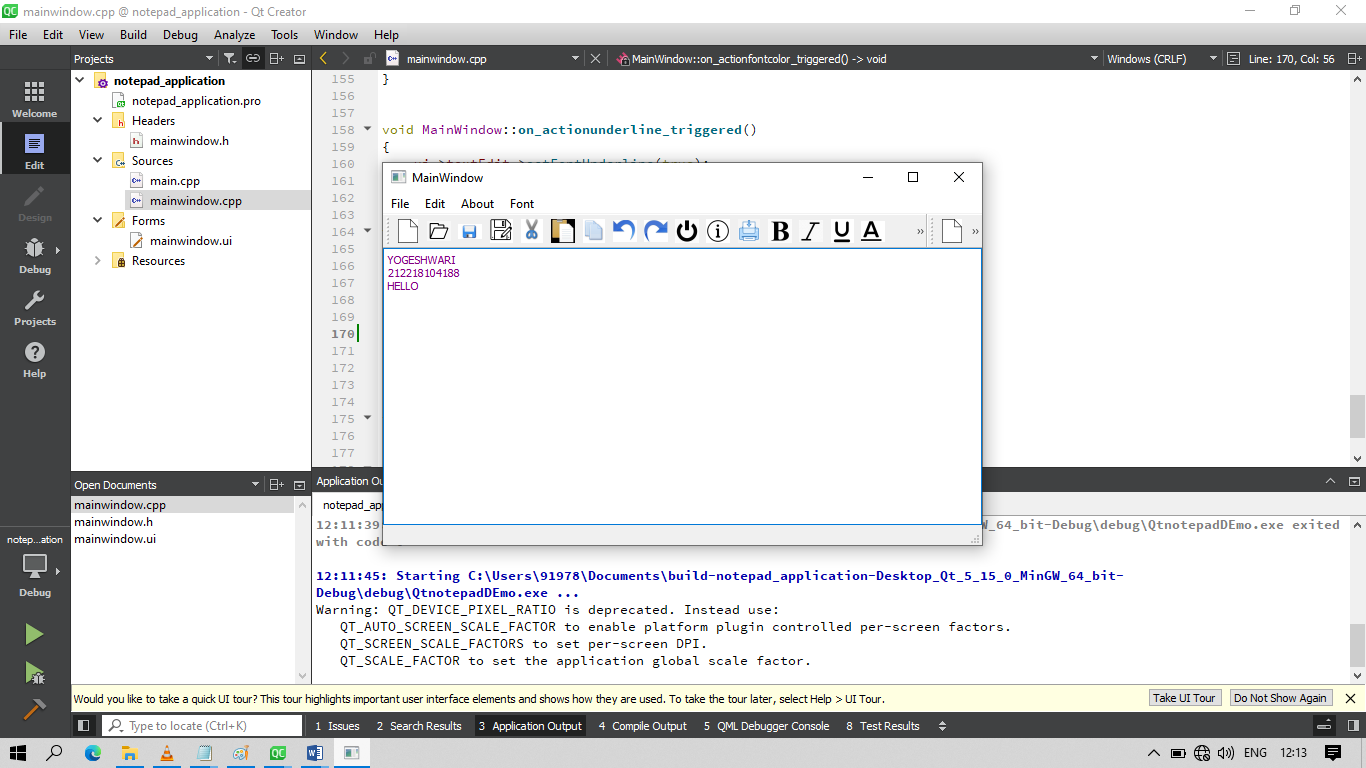 mainwindow.cpp @ notepad_application - Qt Creator
File Edit View Build Debug Analyze Tools Window Help
Projects
mainwindow.cpp
MainWindow::on_actionfontcolor_triggered() -> void
Windows (CRLF)
Line: 170, Col: 56
Welcome
Edit
Design
Debug
Projects
Help
notepad_application
notepad_application.pro
Headers
mainwindow.h
Sources
main.cpp
mainwindow.cpp
Forms
mainwindow.ui
Resources
155 }
156
157
158 void MainWindow::on_actionunderline_triggered()
159 {
160
161
162
163
164
165
166
167
168
169
170
171
172
173
174
175
176
177
MainWindow
File Edit About Font
B I U A
YOGESHWARI
212218104188
HELLO
Open Documents
mainwindow.cpp
mainwindow.h
mainwindow.ui
notep...ation
Debug
Application Ou
notepad_ap
12:11:39 _64_bit-Debug\debug\QtnotepadDEmo.exe exited
with code
12:11:45: Starting C:\Users\91978\Documents\build-notepad_application-Desktop_Qt_5_15_0_MinGW_64_bit-
Debug\debug\QtnotepadDEmo.exe ...
Warning: QT_DEVICE_PIXEL_RATIO is deprecated. Instead use:
QT_AUTO_SCREEN_SCALE_FACTOR to enable platform plugin controlled per-screen factors.
QT_SCREEN_SCALE_FACTORS to set per-screen DPI.
QT_SCALE_FACTOR to set the application global scale factor.
Would you like to take a quick UI tour? This tour highlights important user interface elements and shows how they are used. To take the tour later, select Help > UI Tour.
Take UI Tour
Do Not Show Again
Type to locate (Ctrl+K)
1 Issues 2 Search Results 3 Application Output 4 Compile Output 5 QML Debugger Console 8 Test Results
ENG 12:13